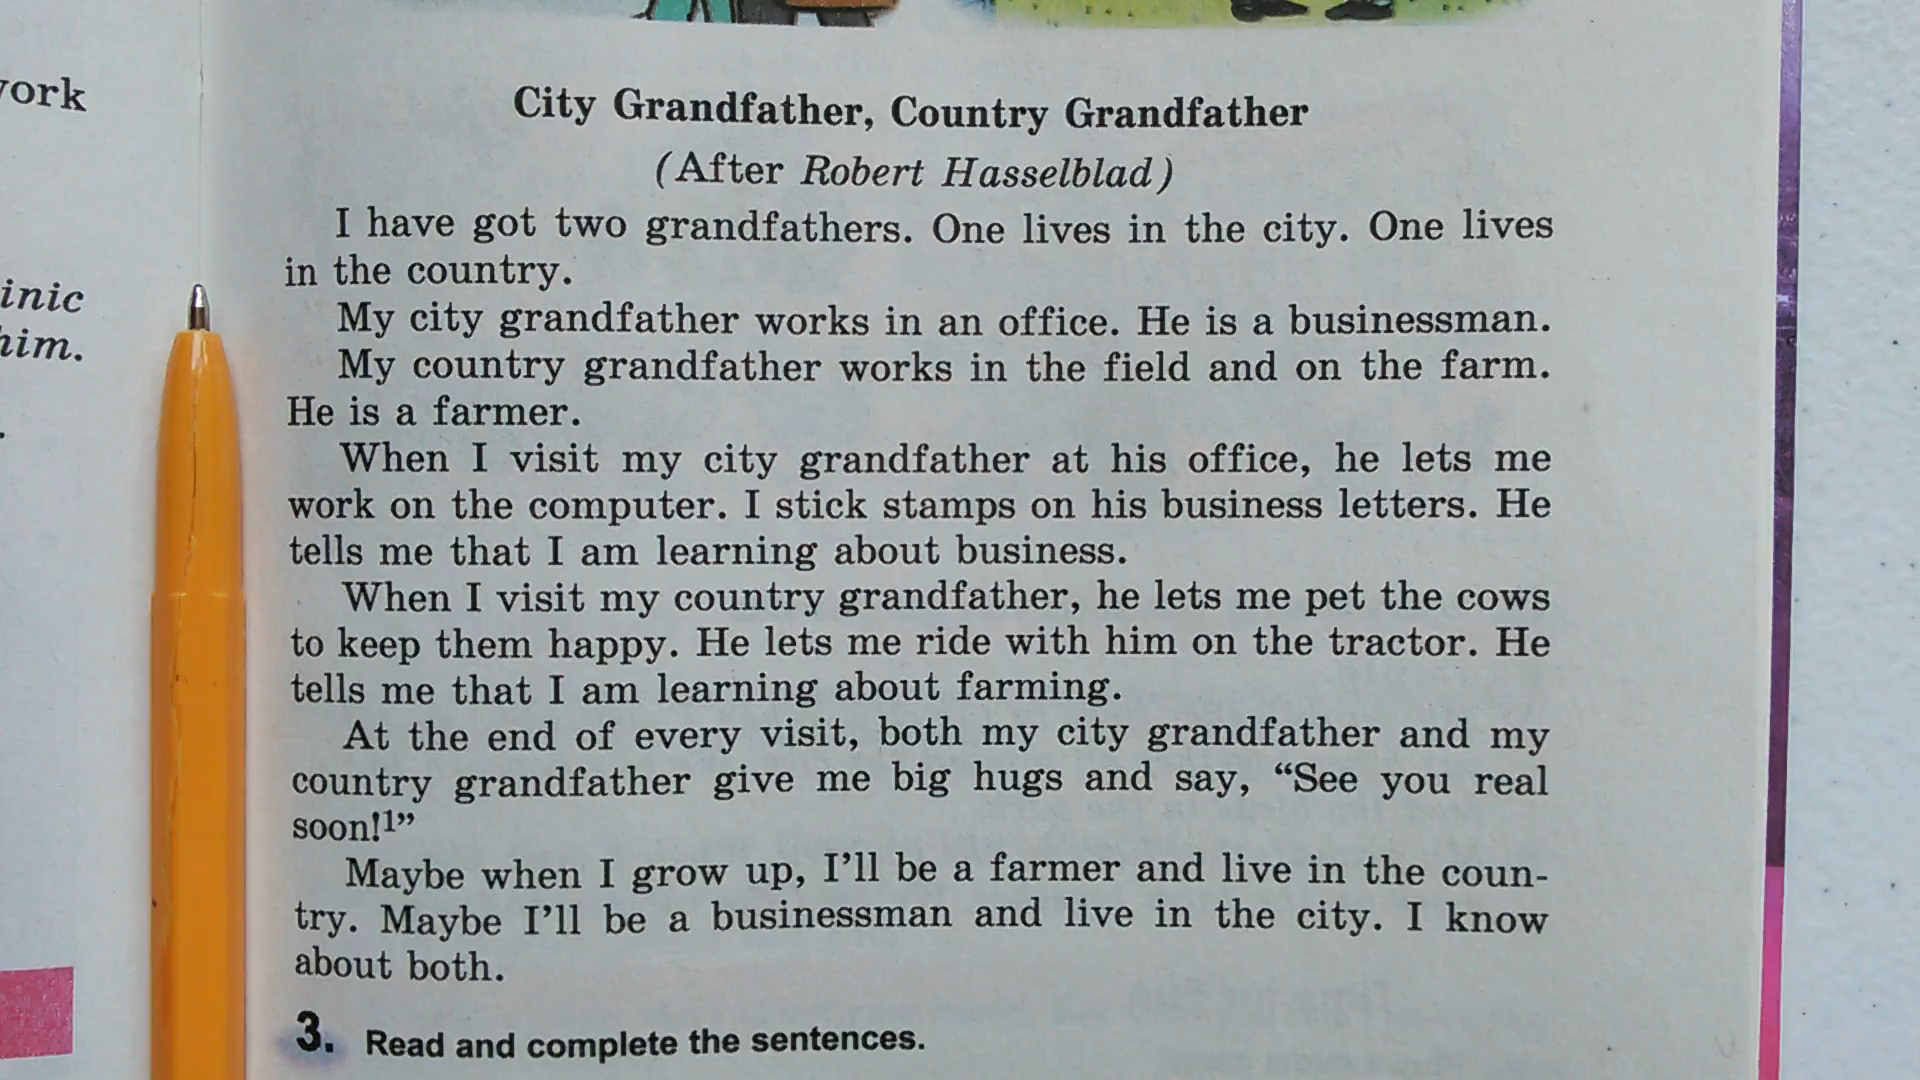 City Grandfather, Country Grandfather
(After Robert Hasselblad)
I have got two grandfathers. One lives in the city. One lives
in the country.
My city grandfather works in an office. He is a businessman.
My country grandfather works in the field and on the farm.
He is a farmer.
When I visit my city grandfather at his office, he lets me
work on the computer. I stick stamps on his business letters. He
tells me that I am learning about business.
When I visit my country grandfather, he lets me pet the cows
to keep them happy. He lets me ride with him on the tractor. He
tells me that I am learning about farming.
At the end of every visit, both my city grandfather and my
country grandfather give me big hugs and say, “See you real
soon!¹”
Maybe when I grow up, I’ll be a farmer and live in the coun-
try. Maybe I’ll be a businessman and live in the city. I know
about both.
3. Read and complete the sentences.